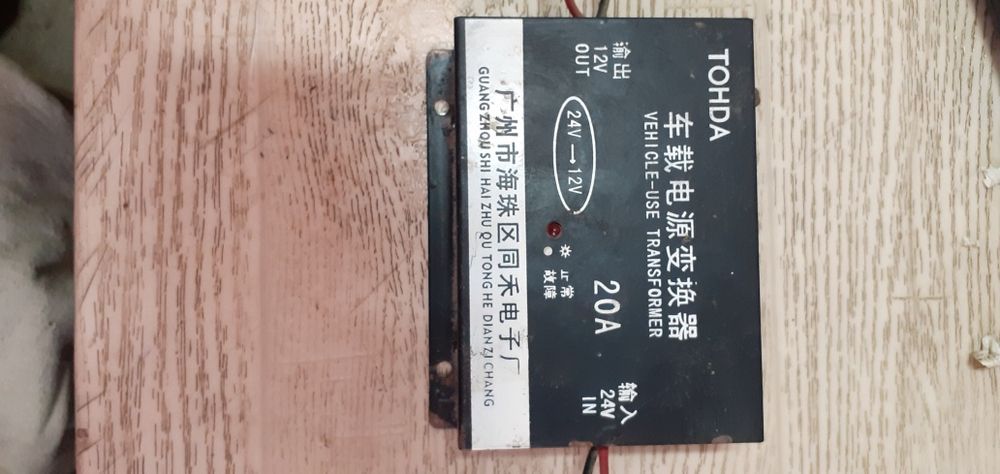 TOHDA
车载电源变换器
VEHICLE-USE TRANSFORMER
输出
12V
OUT
20A
输入
24V
IN
24V→12V
正常
故障
广州市海珠区同禾电子厂
GUANGZHOU SHI HAI ZHU QU TONG HE DIAN ZI CHANG